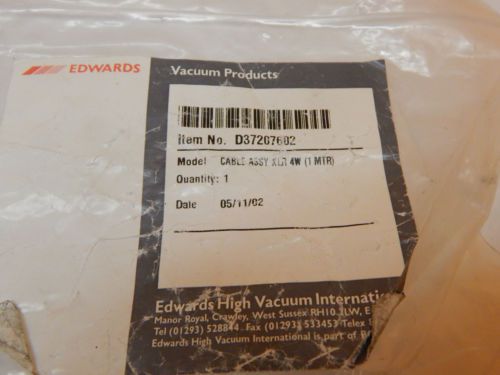 EDWARDS
Vacuum Products
Item No. D37207602
Model CABLE ASSY XLR 4W (1 MTR)
Quantity: 1
Date 05/11/02
Edwards High Vacuum Internatio
Manor Royal, Crawley, West Sussex RH10 2LW, E
Tel (01293) 528844 Fax (01293) 533453 Telex
Edwards High Vacuum International is part of